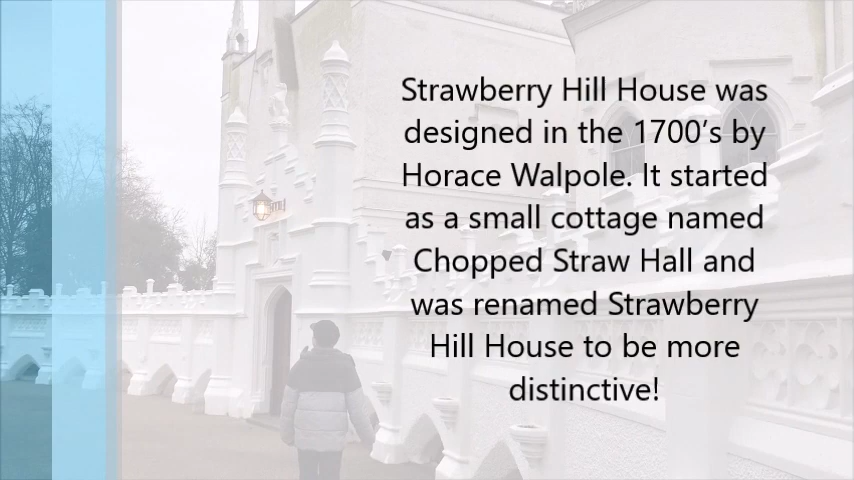 Strawberry Hill House was
designed in the 1700’s by
Horace Walpole. It started
as a small cottage named
Chopped Straw Hall and
was renamed Strawberry
Hill House to be more
distinctive!